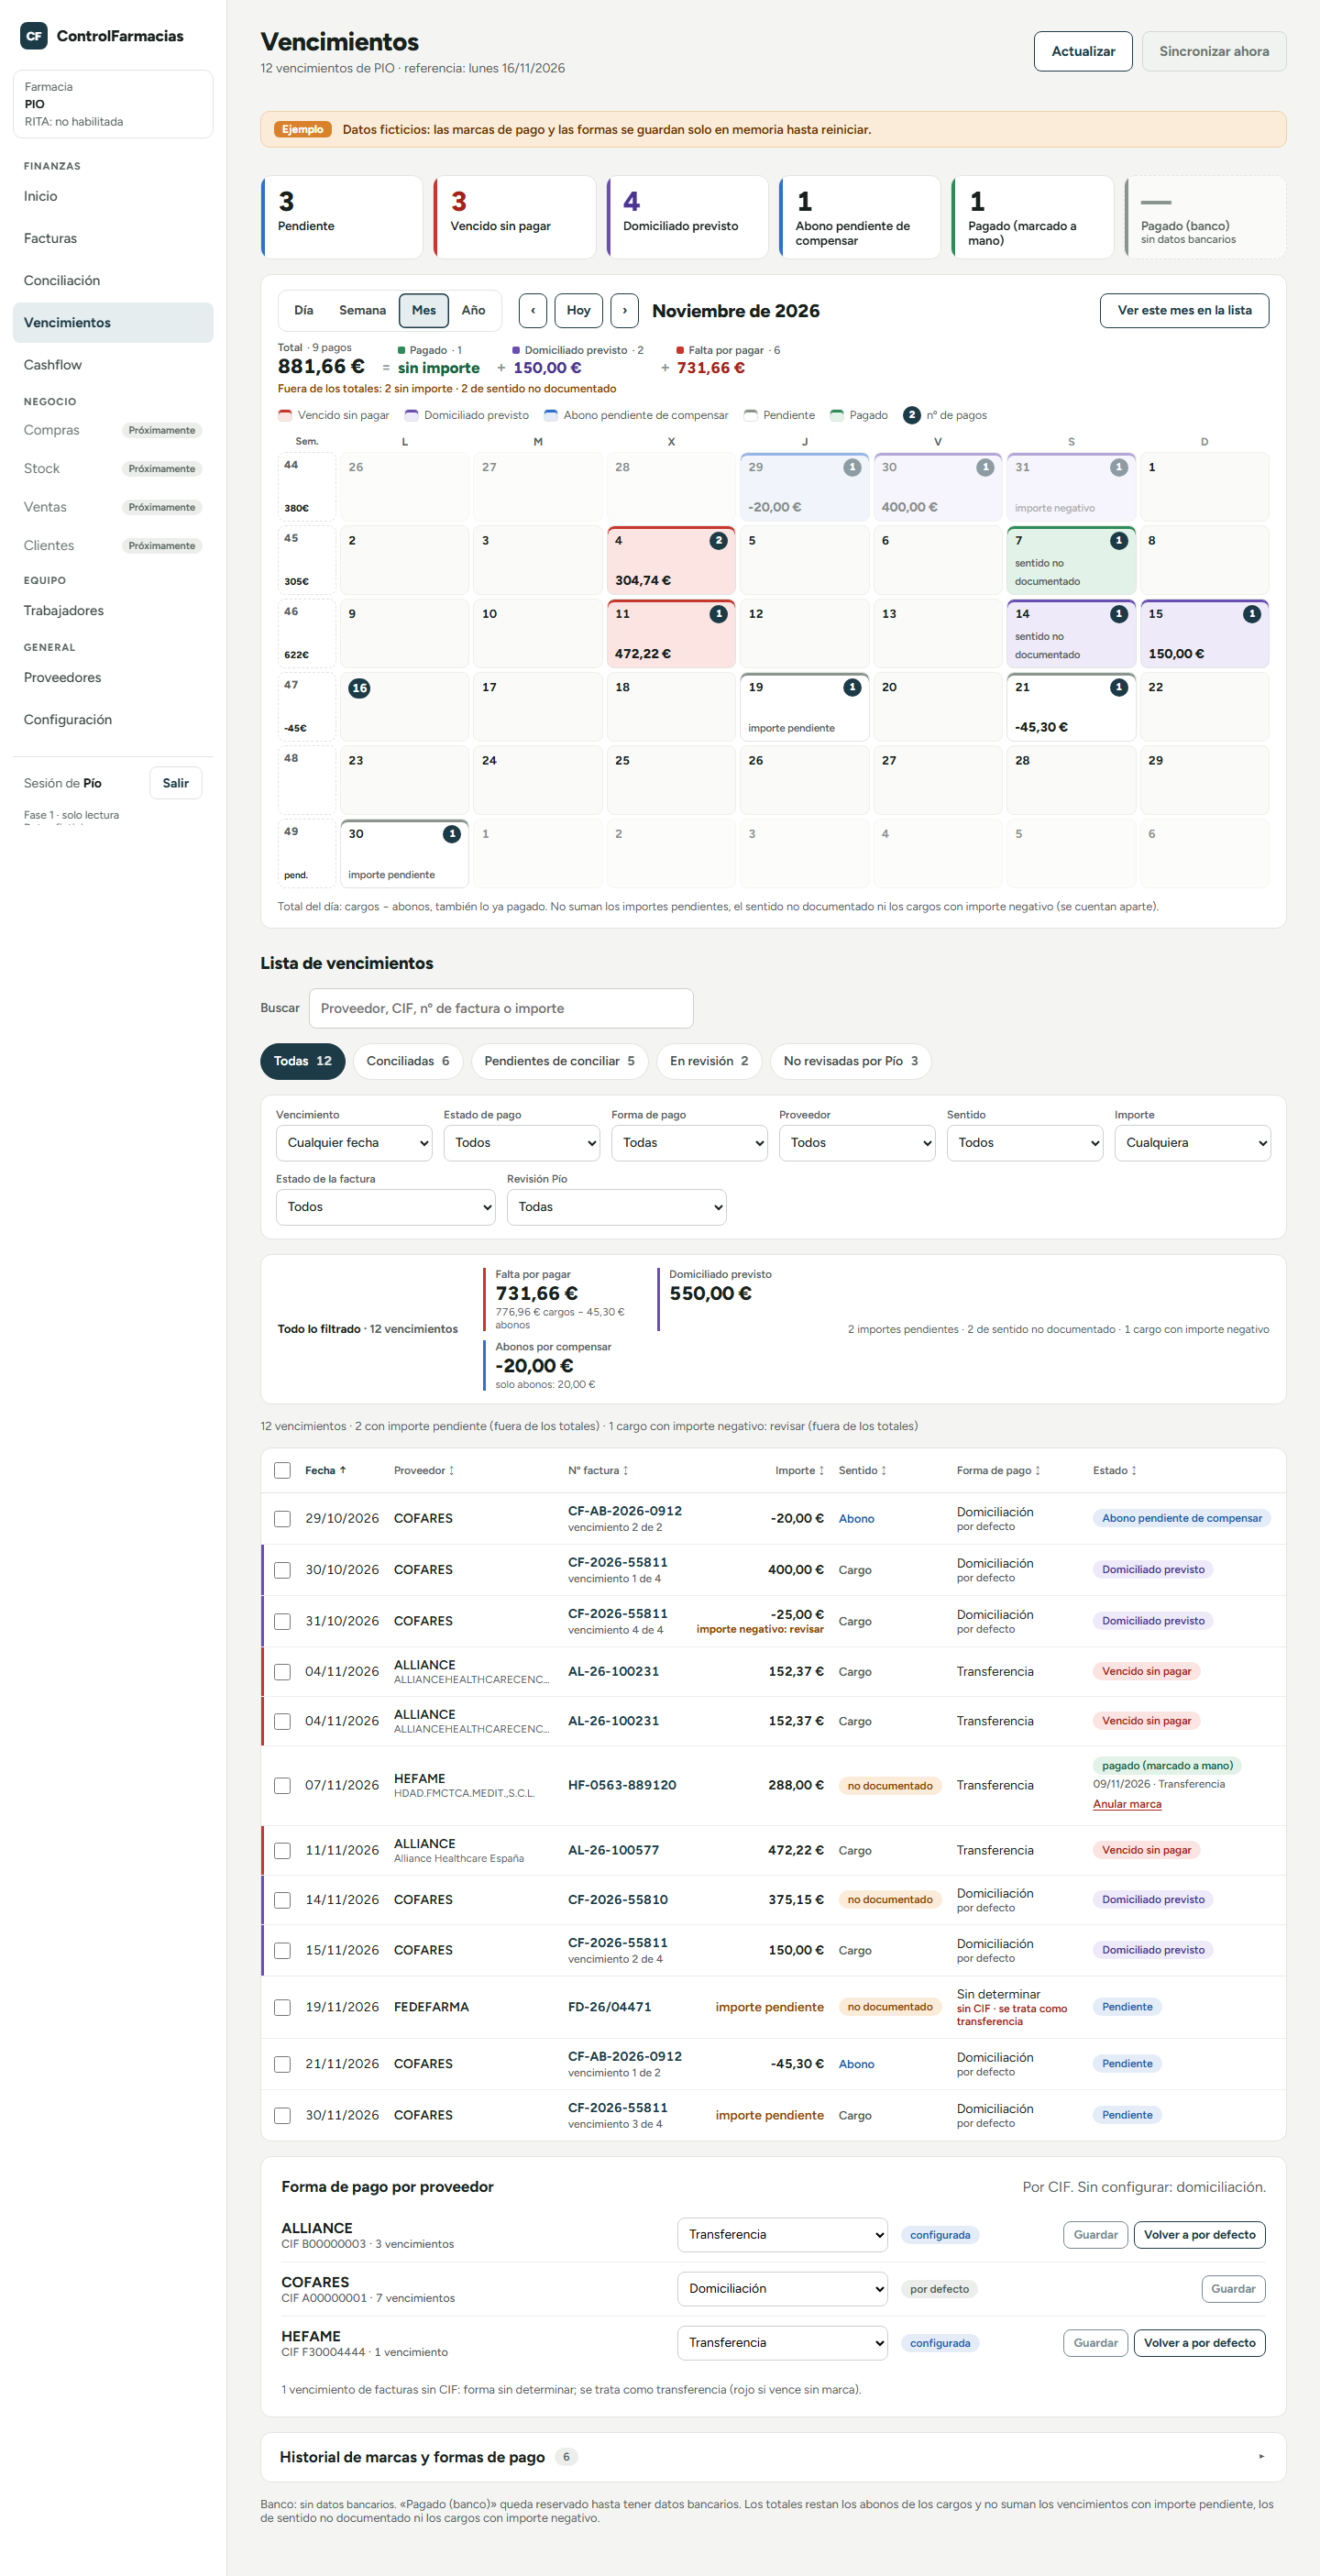 CF ControlFarmacias
Farmacia
PIO
RITA: no habilitada
FINANZAS
Inicio
Facturas
Conciliación
Vencimientos
Cashflow
NEGOCIO
Compras Próximamente
Stock Próximamente
Ventas Próximamente
Clientes Próximamente
EQUIPO
Trabajadores
GENERAL
Proveedores
Configuración
Sesión de Pío Salir
Fase 1 · solo lectura
Vencimientos
12 vencimientos de PIO · referencia: lunes 16/11/2026
Actualizar Sincronizar ahora
Ejemplo Datos ficticios: las marcas de pago y las formas se guardan solo en memoria hasta reiniciar.
3
Pendiente
3
Vencido sin pagar
4
Domiciliado previsto
1
Abono pendiente de
compensar
1
Pagado (marcado a
mano)
—
Pagado (banco)
sin datos bancarios
Día Semana Mes Año ‹ Hoy › Noviembre de 2026 Ver este mes en la lista
Total · 9 pagos Pagado · 1 Domiciliado previsto · 2 Falta por pagar · 6
881,66 € = sin importe + 150,00 € + 731,66 €
Fuera de los totales: 2 sin importe · 2 de sentido no documentado
Vencido sin pagar Domiciliado previsto Abono pendiente de compensar Pendiente Pagado 2 nº de pagos
Sem. L M X J V S D
44 26 27 28 29 1 30 1 31 1 1
380€ -20,00 € 400,00 € importe negativo
45 2 3 4 2 5 6 7 1 8
sentido no
documentado
305€ 304,74 €
46 9 10 11 1 12 13 14 1 15 1
sentido no
documentado
622€ 472,22 € 150,00 €
47 16 17 18 19 1 20 21 1 22
-45€ importe pendiente -45,30 €
48 23 24 25 26 27 28 29
49 30 1 1 2 3 4 5 6
pend. importe pendiente
Total del día: cargos − abonos, también lo ya pagado. No suman los importes pendientes, el sentido no documentado ni los cargos con importe negativo (se cuentan aparte).
Lista de vencimientos
Buscar Proveedor, CIF, nº de factura o importe
Todas 12 Conciliadas 6 Pendientes de conciliar 5 En revisión 2 No revisadas por Pío 3
Vencimiento Estado de pago Forma de pago Proveedor Sentido Importe
Cualquier fecha Todos Todas Todos Todos Cualquiera
Estado de la factura Revisión Pío
Todos Todas
Todo lo filtrado · 12 vencimientos
Falta por pagar
731,66 €
776,96 € cargos − 45,30 €
abonos
Domiciliado previsto
550,00 €
Abonos por compensar
-20,00 €
solo abonos: 20,00 €
2 importes pendientes · 2 de sentido no documentado · 1 cargo con importe negativo
12 vencimientos · 2 con importe pendiente (fuera de los totales) · 1 cargo con importe negativo: revisar (fuera de los totales)
Fecha ↑ Proveedor ↕ Nº factura ↕ Importe ↕ Sentido ↕ Forma de pago ↕ Estado ↕
29/10/2026 COFARES CF-AB-2026-0912 -20,00 € Abono Domiciliación Abono pendiente de compensar
vencimiento 2 de 2 por defecto
30/10/2026 COFARES CF-2026-55811 400,00 € Cargo Domiciliación Domiciliado previsto
vencimiento 1 de 4 por defecto
31/10/2026 COFARES CF-2026-55811 -25,00 € Cargo Domiciliación Domiciliado previsto
vencimiento 4 de 4 importe negativo: revisar por defecto
04/11/2026 ALLIANCE AL-26-100231 152,37 € Cargo Transferencia Vencido sin pagar
ALLIANCEHEALTHCARECENC...
04/11/2026 ALLIANCE AL-26-100231 152,37 € Cargo Transferencia Vencido sin pagar
ALLIANCEHEALTHCARECENC...
07/11/2026 HEFAME HF-0563-889120 288,00 € no documentado Transferencia pagado (marcado a mano)
HDAD.FMCTCA.MEDIT.,S.C.L. 09/11/2026 · Transferencia
Anular marca
11/11/2026 ALLIANCE AL-26-100577 472,22 € Cargo Transferencia Vencido sin pagar
Alliance Healthcare España
14/11/2026 COFARES CF-2026-55810 375,15 € no documentado Domiciliación Domiciliado previsto
por defecto
15/11/2026 COFARES CF-2026-55811 150,00 € Cargo Domiciliación Domiciliado previsto
vencimiento 2 de 4 por defecto
19/11/2026 FEDEFARMA FD-26/04471 importe pendiente no documentado Sin determinar Pendiente
sin CIF · se trata como
transferencia
21/11/2026 COFARES CF-AB-2026-0912 -45,30 € Abono Domiciliación Pendiente
vencimiento 1 de 2 por defecto
30/11/2026 COFARES CF-2026-55811 importe pendiente Cargo Domiciliación Pendiente
vencimiento 3 de 4 por defecto
Forma de pago por proveedor Por CIF. Sin configurar: domiciliación.
ALLIANCE Transferencia configurada Guardar Volver a por defecto
CIF B00000003 · 3 vencimientos
COFARES Domiciliación por defecto Guardar
CIF A00000001 · 7 vencimientos
HEFAME Transferencia configurada Guardar Volver a por defecto
CIF F30004444 · 1 vencimiento
1 vencimiento de facturas sin CIF: forma sin determinar; se trata como transferencia (rojo si vence sin marca).
Historial de marcas y formas de pago 6 ▸
Banco: sin datos bancarios. «Pagado (banco)» queda reservado hasta tener datos bancarios. Los totales restan los abonos de los cargos y no suman los vencimientos con importe pendiente, los
de sentido no documentado ni los cargos con importe negativo.